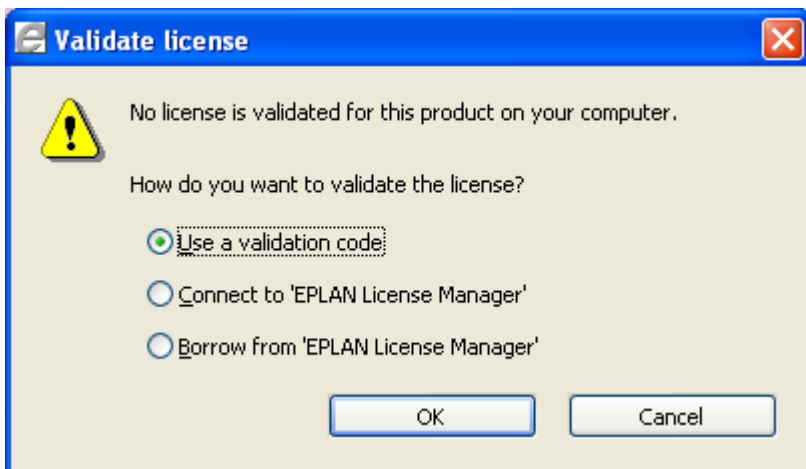 Validate license
No license is validated for this product on your computer.
How do you want to validate the license?
Use a validation code
Connect to 'EPLAN License Manager'
Borrow from 'EPLAN License Manager'
OK Cancel